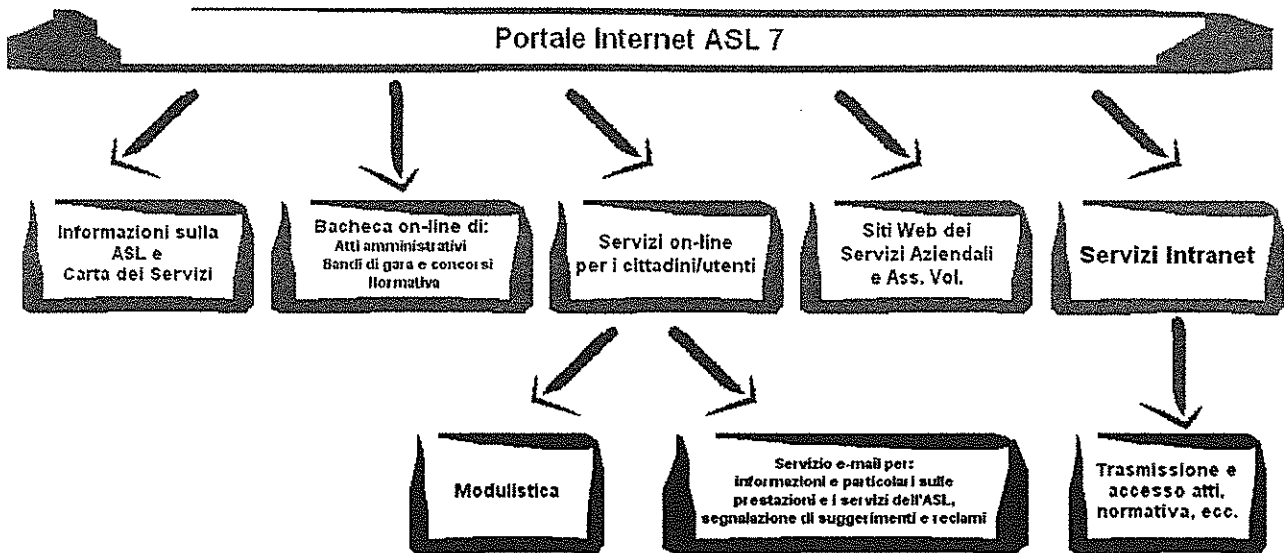 Portale Internet ASL 7
Informazioni sulla
ASL e
Carta dei Servizi
Bacheca on-line di:
Atti amministrativi
Bandi di gara e concorsi
Normativa
Servizi on-line
per i cittadini/utenti
Siti Web dei
Servizi Aziendali
e Ass. Vol.
Servizi Intranet
Modulistica
Servizio e-mail per:
informazioni e particolari sulle
prestazioni e i servizi dell'ASL,
segnalazione di suggerimenti e reclami
Trasmissione e
accesso atti,
normativa, ecc.